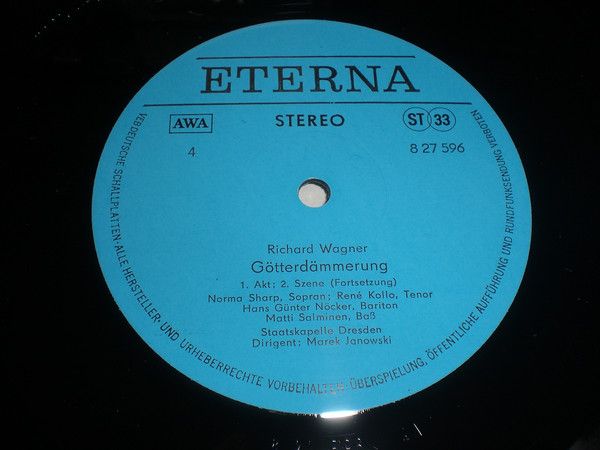 ETERNA
AWA
STEREO
ST 33
4
8 27 596
Richard Wagner
Götterdämmerung
1. Akt: 2. Szene (Fortsetzung)
Norma Sharp, Sopran; René Kollo, Tenor
Hans Günter Nöcker, Bariton
Matti Salminen, Baß
Staatskapelle Dresden
Dirigent: Marek Janowski
VEB DEUTSCHE SCHALLPLATTEN·ALLE HERSTELLER- UND URHEBERRECHTE VORBEHALTEN·ÜBERSPIELUNG, ÖFFENTLICHE AUFFÜHRUNG UND RUNDFUNKSENDUNG VERBOTEN